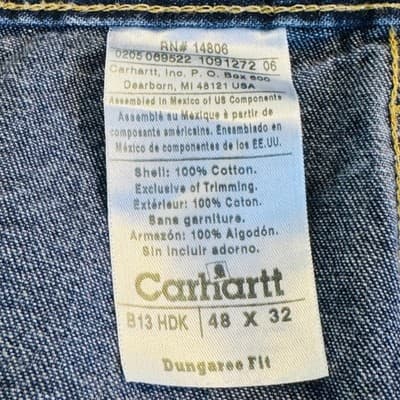 RN# 14806
0205 069522 1091272 06
Carhartt, Inc. P. O. Box 600
Dearborn, MI 48121 USA
Assembled in Mexico of US Components
Assemblé au Mexique à partir de
composants américains. Ensamblado en
México de componentes de los EE.UU.
Shell: 100% Cotton.
Exclusive of Trimming.
Extérieur: 100% Coton.
Sans garniture.
Armazón: 100% Algodón.
Sin incluir adorno.
Carhartt
B13 HDK 48 X 32
Dungaree Fit